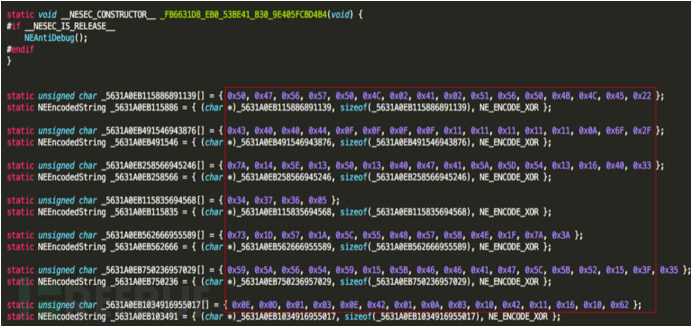 static void __NESEC_CONSTRUCTOR__ _FB6631D8_EB0_53BE41_B30_9E405FCBD4B4(void) {
#if __NESEC_IS_RELEASE__
NEAntiDebug();
#endif
}
static unsigned char _5631A0EB115886891139[] = { 0x50, 0x47, 0x56, 0x57, 0x50, 0x4C, 0x02, 0x41, 0x02, 0x51, 0x56, 0x50, 0x4B, 0x4C, 0x45, 0x22 };
static NEEncodedString _5631A0EB115886 = { (char *)_5631A0EB115886891139, sizeof(_5631A0EB115886891139), NE_ENCODE_XOR };
static unsigned char _5631A0EB491546943876[] = { 0x43, 0x40, 0x40, 0x44, 0x0F, 0x0F, 0x0F, 0x0F, 0x11, 0x11, 0x11, 0x11, 0x0A, 0x6F, 0x2F };
static NEEncodedString _5631A0EB491546 = { (char *)_5631A0EB491546943876, sizeof(_5631A0EB491546943876), NE_ENCODE_XOR };
static unsigned char _5631A0EB258566945246[] = { 0x7A, 0x14, 0x5E, 0x13, 0x50, 0x13, 0x40, 0x47, 0x41, 0x5A, 0x5D, 0x54, 0x13, 0x16, 0x40, 0x33 };
static NEEncodedString _5631A0EB258566 = { (char *)_5631A0EB258566945246, sizeof(_5631A0EB258566945246), NE_ENCODE_XOR };
static unsigned char _5631A0EB115835694568[] = { 0x34, 0x37, 0x36, 0x05 };
static NEEncodedString _5631A0EB115835 = { (char *)_5631A0EB115835694568, sizeof(_5631A0EB115835694568), NE_ENCODE_XOR };
static unsigned char _5631A0EB562666955589[] = { 0x73, 0x1D, 0x57, 0x1A, 0x5C, 0x55, 0x48, 0x57, 0x5B, 0x4E, 0x1F, 0x7A, 0x3A };
static NEEncodedString _5631A0EB562666 = { (char *)_5631A0EB562666955589, sizeof(_5631A0EB562666955589), NE_ENCODE_XOR };
static unsigned char _5631A0EB750236957029[] = { 0x59, 0x5A, 0x56, 0x54, 0x59, 0x15, 0x5B, 0x46, 0x46, 0x41, 0x47, 0x5C, 0x5B, 0x52, 0x15, 0x3F, 0x35 };
static NEEncodedString _5631A0EB750236 = { (char *)_5631A0EB750236957029, sizeof(_5631A0EB750236957029), NE_ENCODE_XOR };
static unsigned char _5631A0EB1034916955017[] = { 0x0E, 0x0D, 0x01, 0x03, 0x0E, 0x42, 0x01, 0x0A, 0x03, 0x10, 0x42, 0x11, 0x16, 0x10, 0x62 };
static NEEncodedString _5631A0EB103491 = { (char *)_5631A0EB1034916955017, sizeof(_5631A0EB1034916955017), NE_ENCODE_XOR };